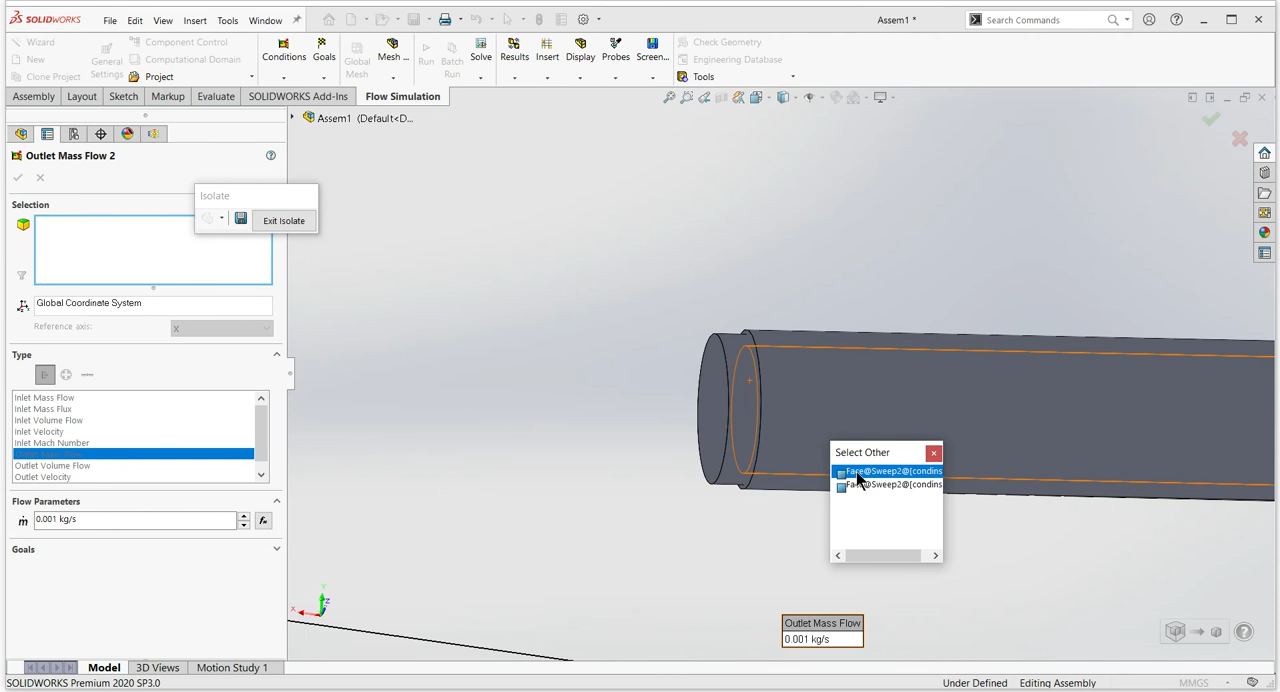 SOLIDWORKS File Edit View Insert Tools Window Assem1 * Search Commands
Wizard
New
Clone Project
General Settings
Component Control
Computational Domain
Project
Conditions
Goals
Global Mesh
Mesh ...
Run
Batch Run
Solve
Results
Insert
Display
Probes
Screen...
Check Geometry
Engineering Database
Tools
Assembly Layout Sketch Markup Evaluate SOLIDWORKS Add-Ins Flow Simulation
Assem1 (Default<D...
Outlet Mass Flow 2
Isolate
Exit Isolate
Selection
Global Coordinate System
Reference axis: X
Type
Inlet Mass Flow
Inlet Mass Flux
Inlet Volume Flow
Inlet Velocity
Inlet Mach Number
Outlet Mass Flow
Outlet Volume Flow
Outlet Velocity
Flow Parameters
ṁ 0.001 kg/s fx
Goals
Select Other
Face@Sweep2@[condins
Face@Sweep2@[condins
Outlet Mass Flow
0.001 kg/s
Y
Z
X
Model 3D Views Motion Study 1
SOLIDWORKS Premium 2020 SP3.0 Under Defined Editing Assembly MMGS